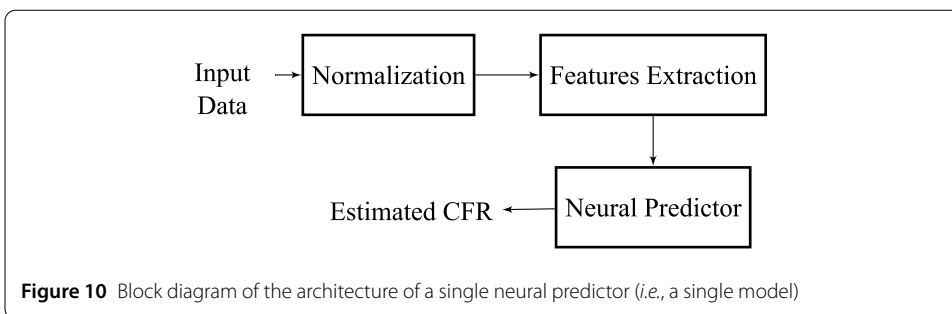 Input
Data
Normalization
Features Extraction
Neural Predictor
Estimated CFR
Figure 10 Block diagram of the architecture of a single neural predictor (i.e., a single model)